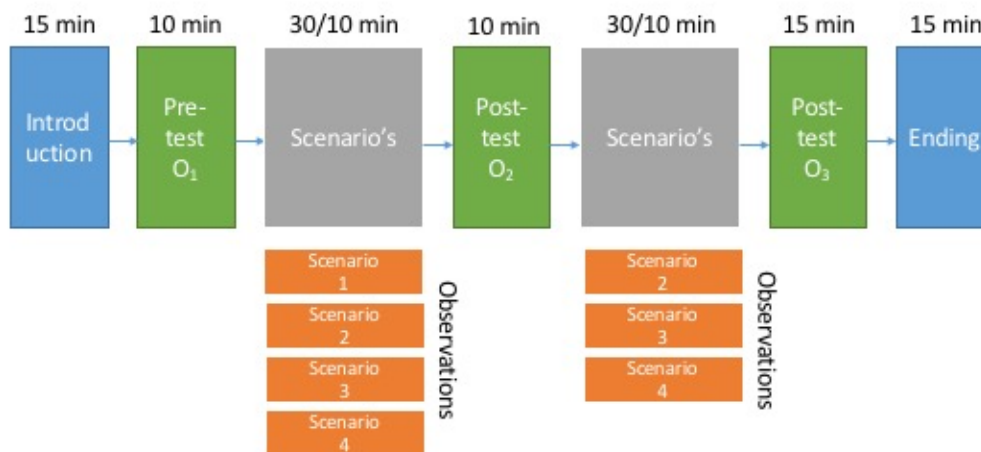 15 min
10 min
30/10 min
10 min
30/10 min
15 min
15 min
Introd
uction
Pre-
test
O₁
Scenario's
Post-
test
O₂
Scenario's
Post-
test
O₃
Ending
Scenario
1
Scenario
2
Scenario
3
Scenario
4
Observations
Scenario
2
Scenario
3
Scenario
4
Observations